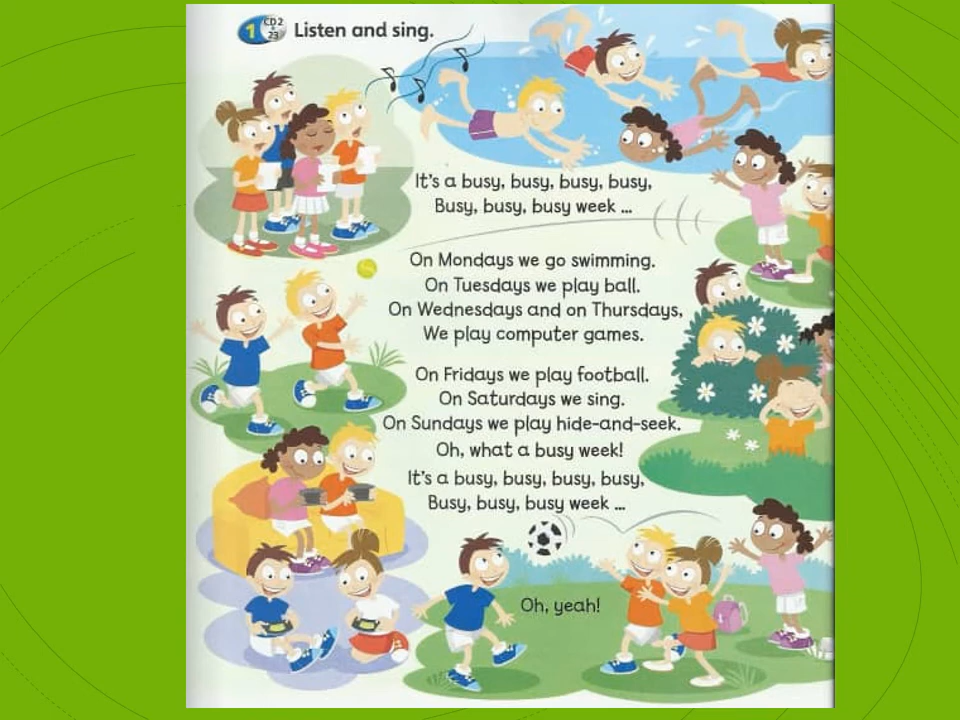 1 CD2 23 Listen and sing.
It's a busy, busy, busy, busy,
Busy, busy, busy week ...
On Mondays we go swimming.
On Tuesdays we play ball.
On Wednesdays and on Thursdays,
We play computer games.
On Fridays we play football.
On Saturdays we sing.
On Sundays we play hide-and-seek.
Oh, what a busy week!
It's a busy, busy, busy, busy,
Busy, busy, busy week ...
Oh, yeah!